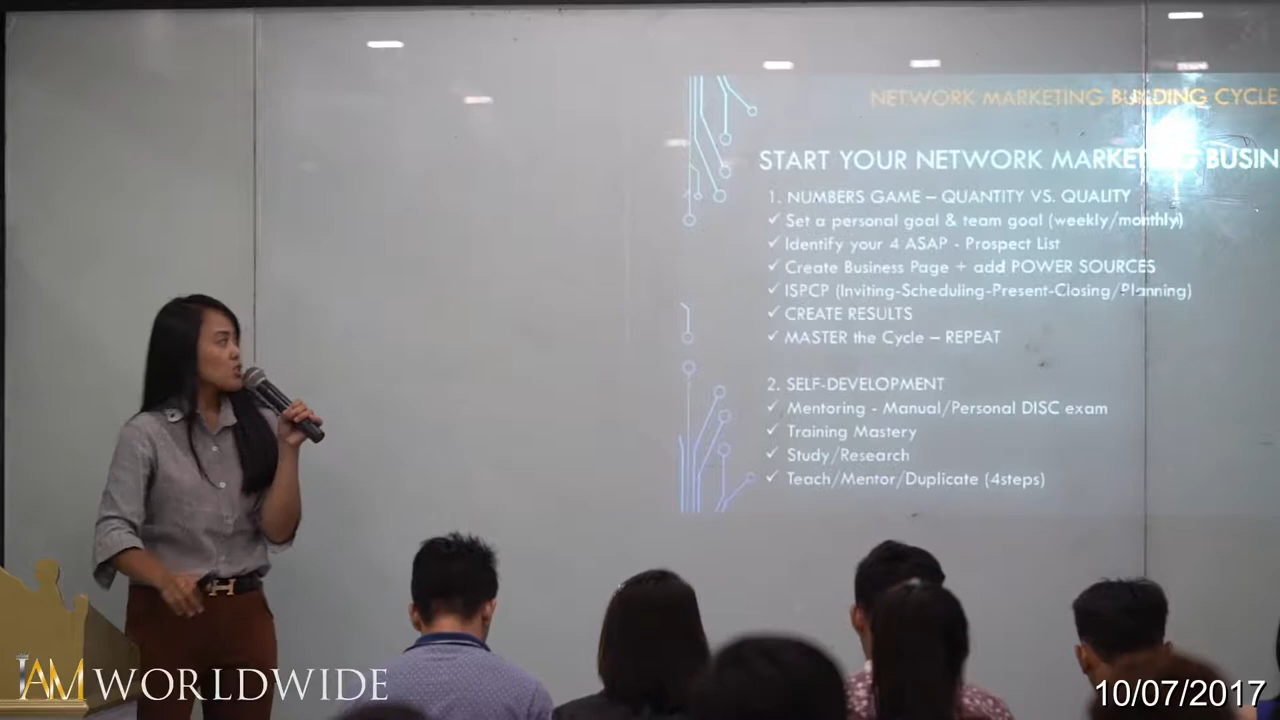 NETWORK MARKETING BUILDING CYCLE
START YOUR NETWORK MARKETING BUSIN
1. NUMBERS GAME – QUANTITY VS. QUALITY
✓ Set a personal goal & team goal (weekly/monthly)
✓ Identify your 4 ASAP - Prospect List
✓ Create Business Page + add POWER SOURCES
✓ ISPCP (Inviting-Scheduling-Present-Closing/Planning)
✓ CREATE RESULTS
✓ MASTER the Cycle – REPEAT
2. SELF-DEVELOPMENT
✓ Mentoring - Manual/Personal DISC exam
✓ Training Mastery
✓ Study/Research
✓ Teach/Mentor/Duplicate (4steps)
IAM WORLDWIDE
10/07/2017